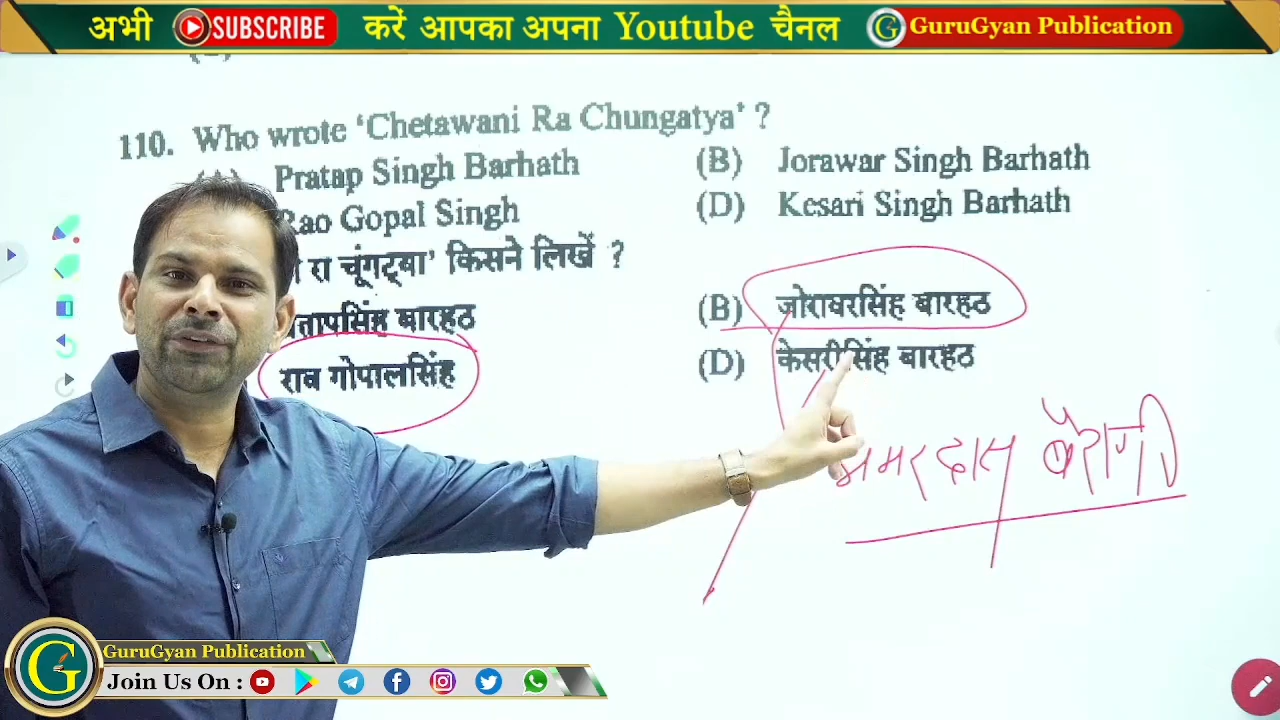 अभी SUBSCRIBE करें आपका अपना Youtube चैनल G GuruGyan Publication
110. Who wrote ‘Chetawani Ra Chungatya’ ?
Pratap Singh Barhath (B) Jorawar Singh Barhath
Rao Gopal Singh (D) Kesari Singh Barhath
रा चूंगट्या’ किसने लिखें ?
बारहठ (B) जोरावरसिंह बारहठ
राव गोपालसिंह (D) केसरीसिंह बारहठ
अमरदास बैरागी
G GuruGyan Publication
Join Us On :